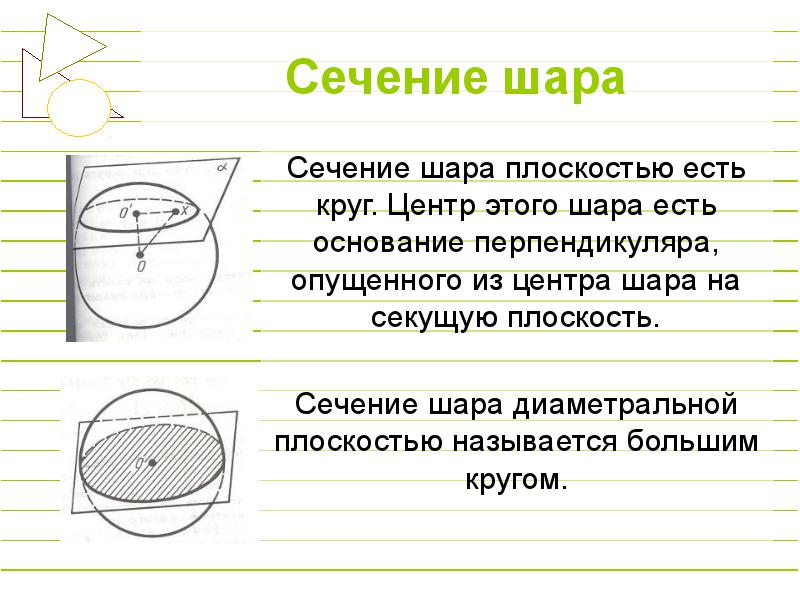 Сечение шара
Сечение шара плоскостью есть
круг. Центр этого шара есть
основание перпендикуляра,
опущенного из центра шара на
секущую плоскость.
α
O'
X
O
Сечение шара диаметральной
плоскостью называется большим
кругом.
O